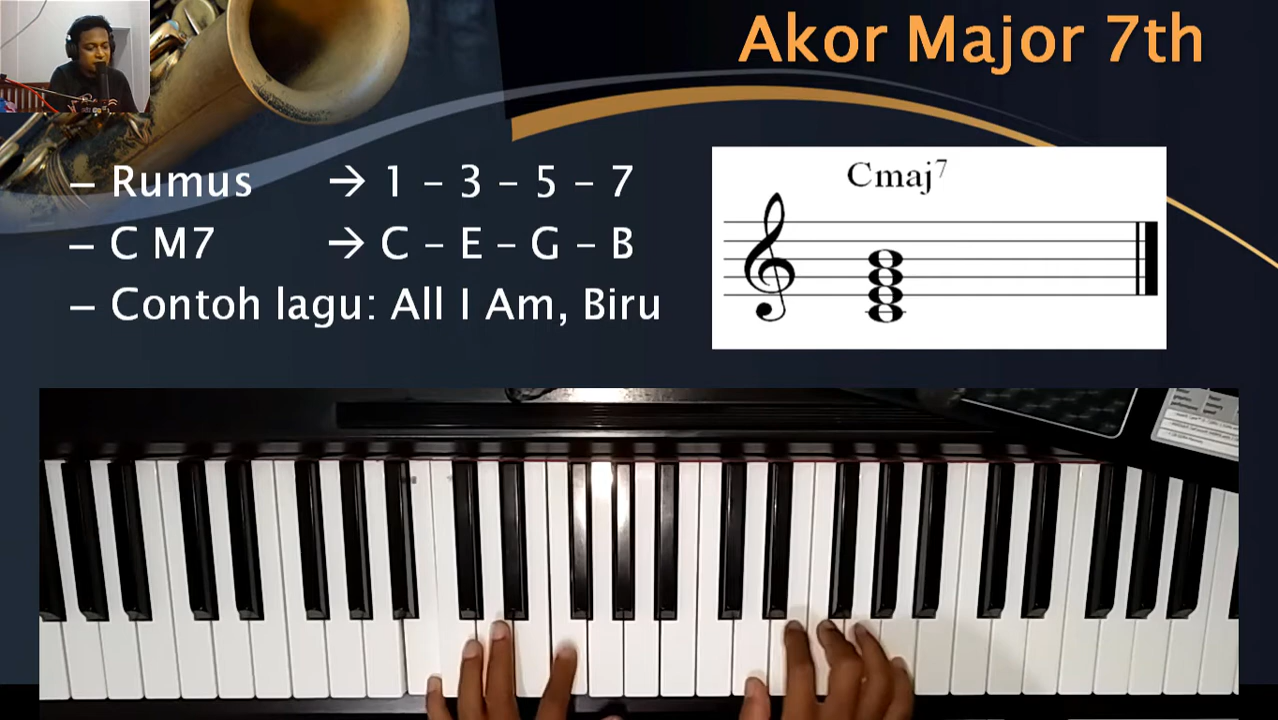 Akor Major 7th
– Rumus → 1 – 3 – 5 – 7
– C M7 → C – E – G – B
– Contoh lagu: All I Am, Biru
Cmaj7